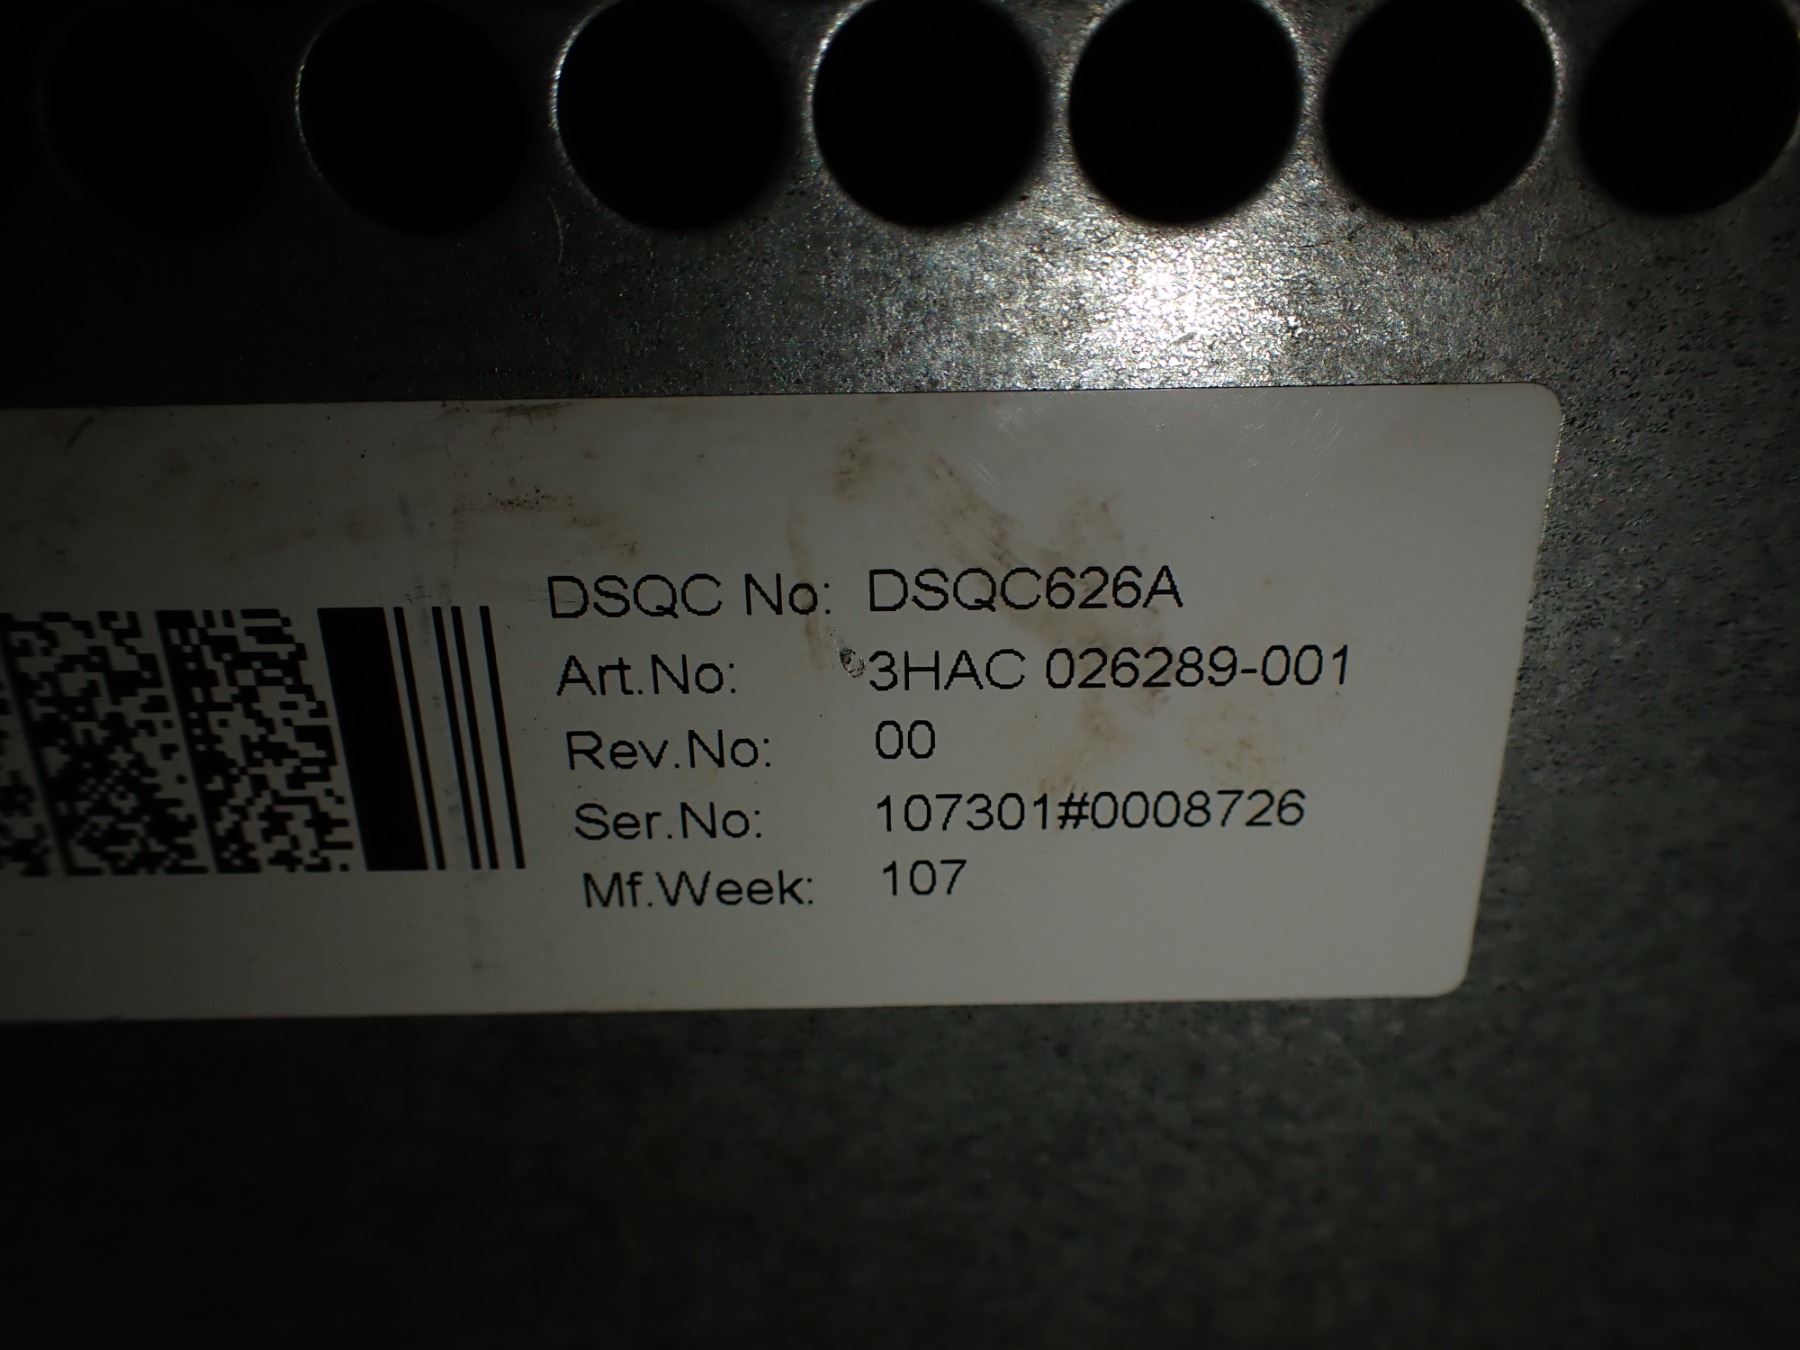 DSQC No: DSQC626A
Art.No: 3HAC 026289-001
Rev.No: 00
Ser.No: 107301#0008726
Mf.Week: 107